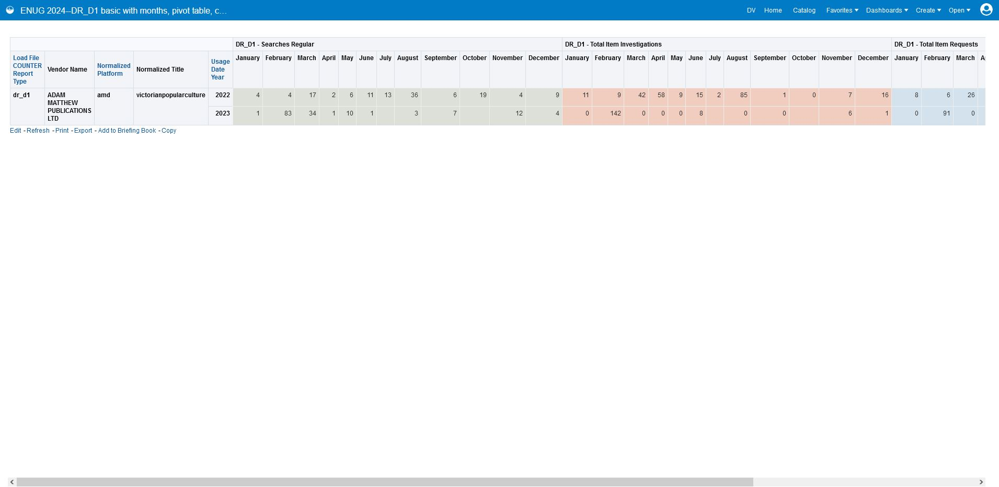 ENUG 2024--DR_D1 basic with months, pivot table, c...
DV Home Catalog Favorites Dashboards Create Open
DR_D1 - Searches Regular DR_D1 - Total Item Investigations DR_D1 - Total Item Requests
Load File COUNTER Report Type Vendor Name Normalized Platform Normalized Title Usage Date Year January February March April May June July August September October November December January February March April May June July August September October November December January February March
dr_d1 ADAM MATTHEW PUBLICATIONS LTD amd victorianpopularculture 2022 4 4 17 2 6 11 13 36 6 19 4 9 11 9 42 58 9 15 2 85 1 0 7 16 8 6 26
2023 1 83 34 1 10 1 3 7 12 4 0 142 0 0 0 8 0 0 6 1 0 91 0
Edit - Refresh - Print - Export - Add to Briefing Book - Copy